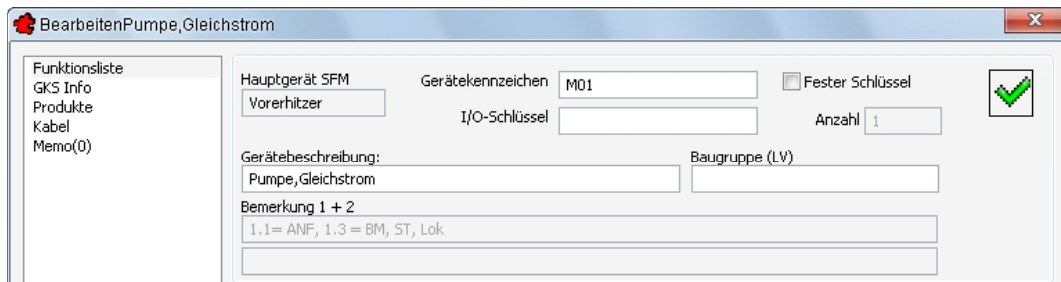 BearbeitenPumpe,Gleichstrom
Funktionsliste
GKS Info
Produkte
Kabel
Memo(0)
Hauptgerät SFM
Vorerhitzer
Gerätekennzeichen
M01
Fester Schlüssel
I/O-Schlüssel
Anzahl
1
Gerätebeschreibung:
Pumpe,Gleichstrom
Baugruppe (LV)
Bemerkung 1 + 2
1.1= ANF, 1.3 = BM, ST, Lok